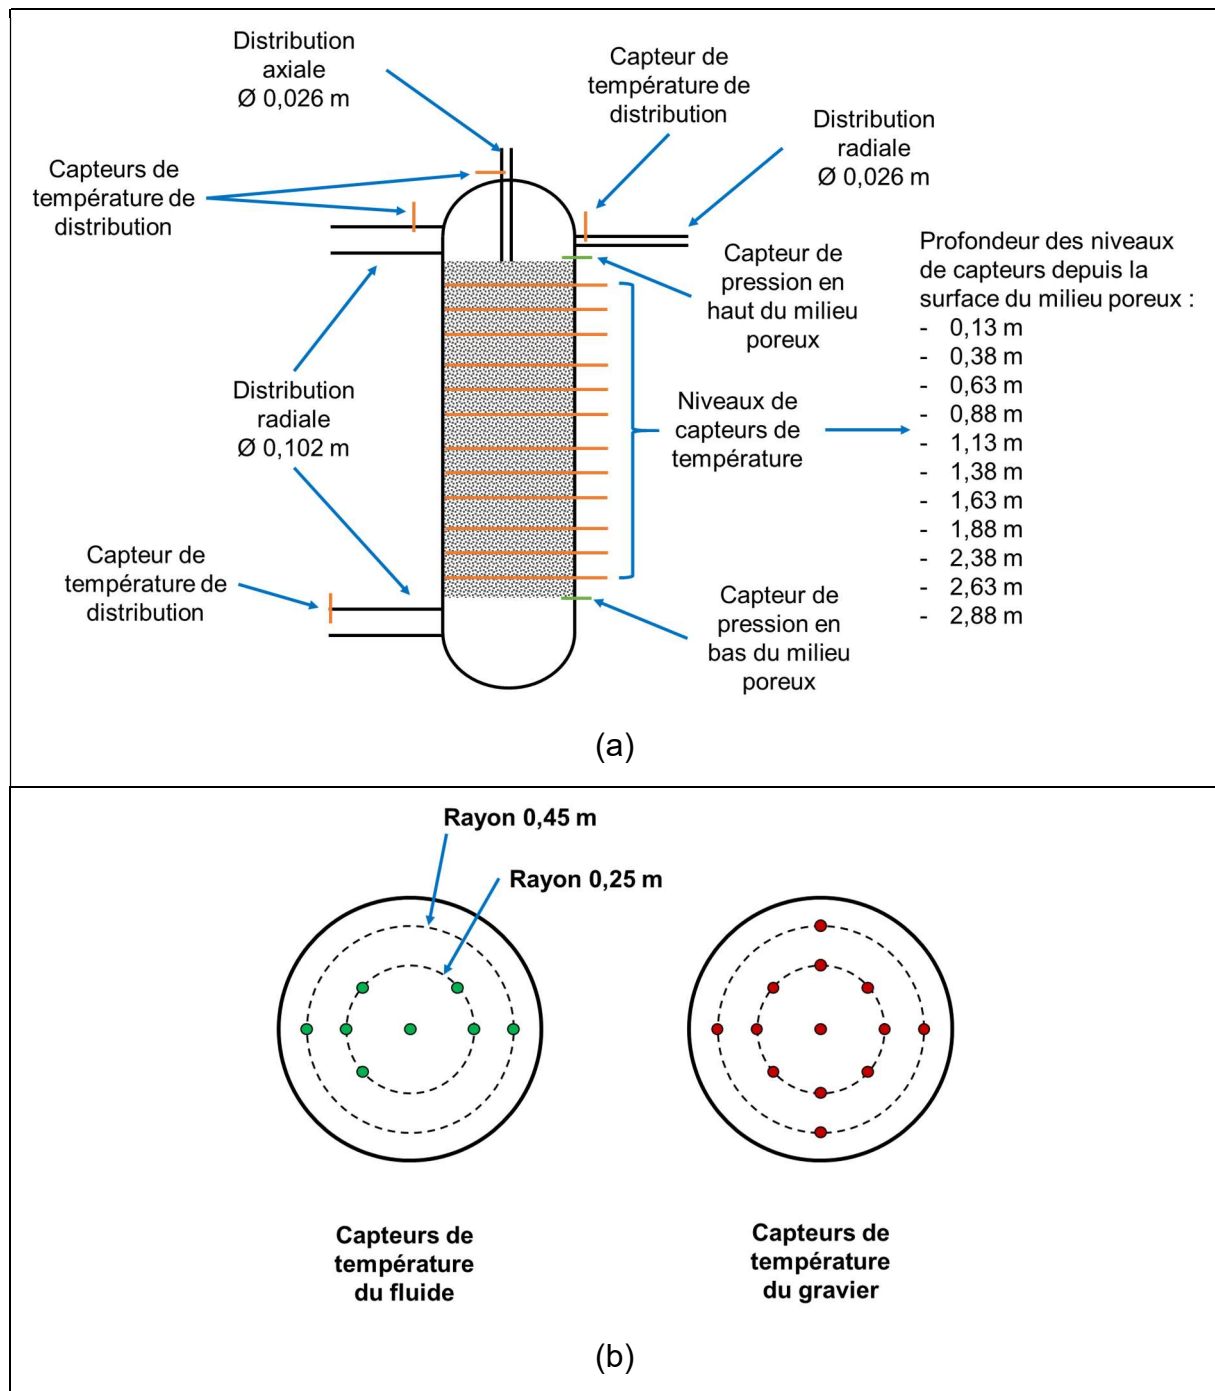 Distribution
axiale
Ø 0,026 m
Capteur de
température de
distribution
Distribution
radiale
Ø 0,026 m
Capteurs de
température de
distribution
Profondeur des niveaux
de capteurs depuis la
surface du milieu poreux :
- 0,13 m
- 0,38 m
- 0,63 m
- 0,88 m
- 1,13 m
- 1,38 m
- 1,63 m
- 1,88 m
- 2,38 m
- 2,63 m
- 2,88 m
Capteur de
pression en
haut du milieu
poreux
Distribution
radiale
Ø 0,102 m
Niveaux de
capteurs de
température
Capteur de
température de
distribution
Capteur de
pression en
bas du milieu
poreux
(a)
Rayon 0,45 m
Rayon 0,25 m
Capteurs de
température
du fluide
Capteurs de
température
du gravier
(b)